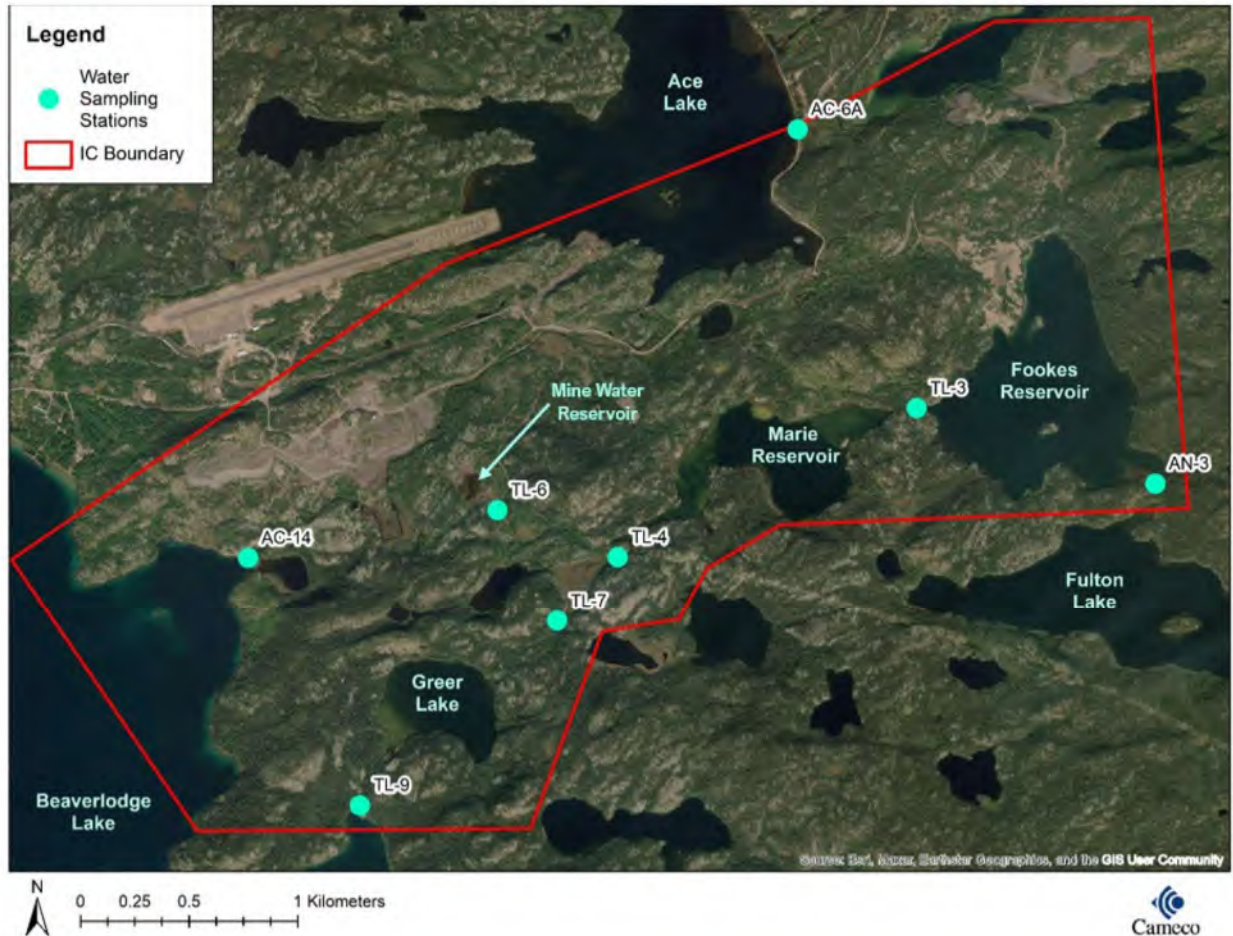 Legend
Water
Sampling
Stations
IC Boundary
Ace
Lake
AC-6A
Mine Water
Reservoir
TL-3
Fookes
Reservoir
Marie
Reservoir
AN-3
TL-6
AC-14
TL-4
TL-7
Fulton
Lake
Greer
Lake
TL-9
Beaverlodge
Lake
Source: Esri, Maxar, Earthstar Geographics, and the GIS User Community
N
0 0.25 0.5 1 Kilometers
Cameco